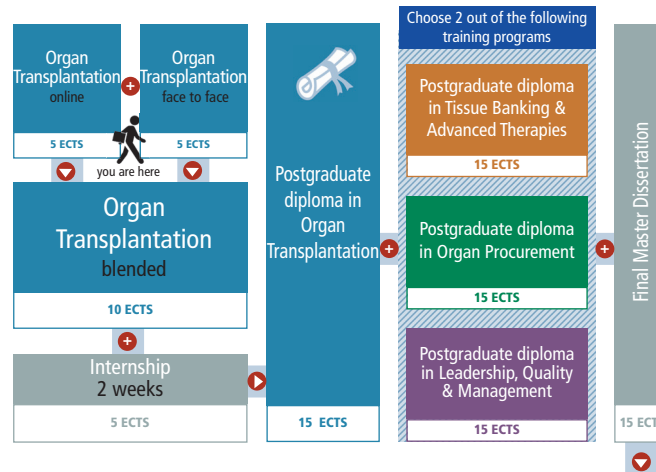 Organ
Transplantation
online
5 ECTS
Organ
Transplantation
face to face
5 ECTS
you are here
Organ
Transplantation
blended
10 ECTS
Internship
2 weeks
5 ECTS
Postgraduate
diploma in
Organ
Transplantation
15 ECTS
Choose 2 out of the following
training programs
Postgraduate diploma
in Tissue Banking &
Advanced Therapies
15 ECTS
Postgraduate diploma
in Organ Procurement
15 ECTS
Postgraduate diploma
in Leadership, Quality
& Management
15 ECTS
Final Master Dissertation
15 ECT